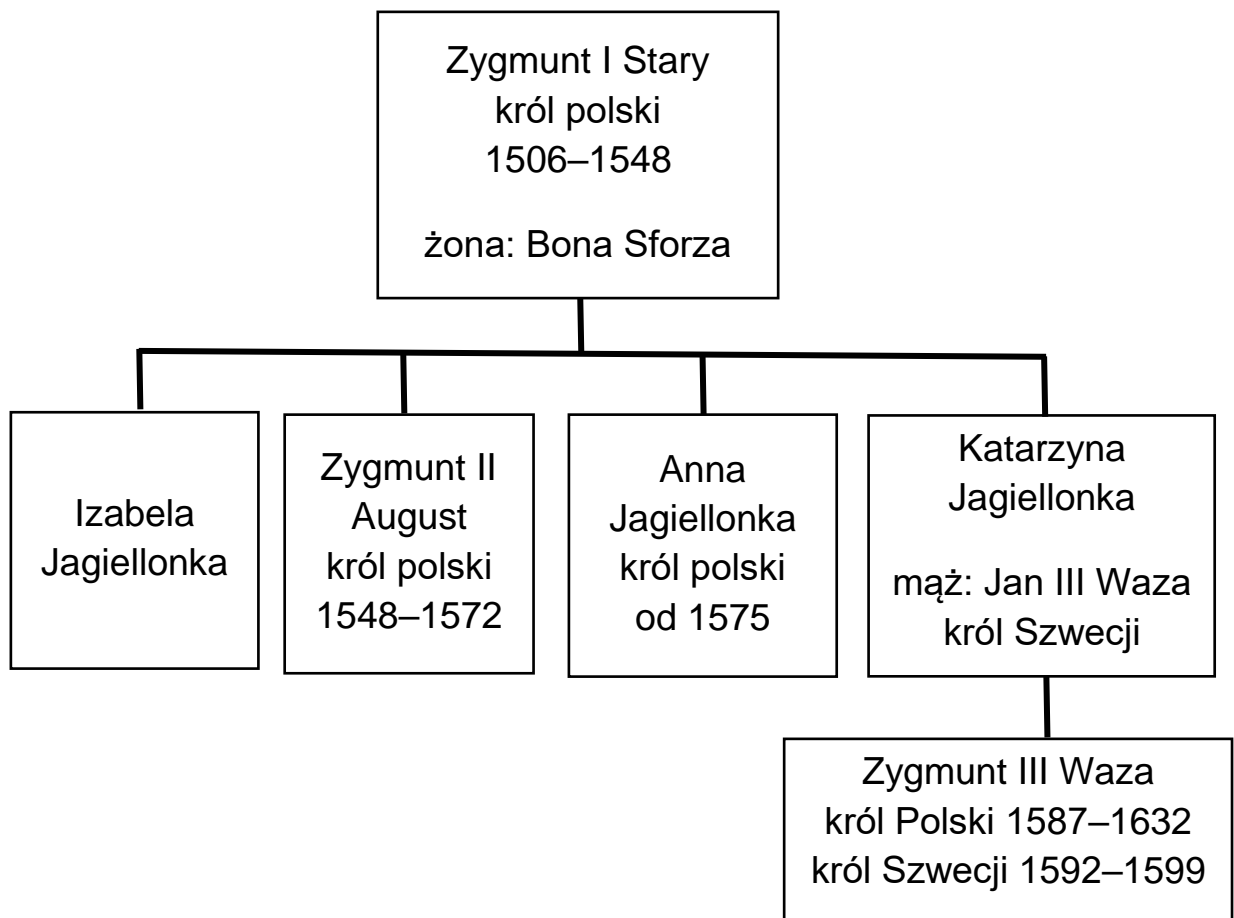 Zygmunt I Stary
król polski
1506–1548
żona: Bona Sforza
Izabela
Jagiellonka
Zygmunt II
August
król polski
1548–1572
Anna
Jagiellonka
król polski
od 1575
Katarzyna
Jagiellonka
mąż: Jan III Waza
król Szwecji
Zygmunt III Waza
król Polski 1587–1632
król Szwecji 1592–1599